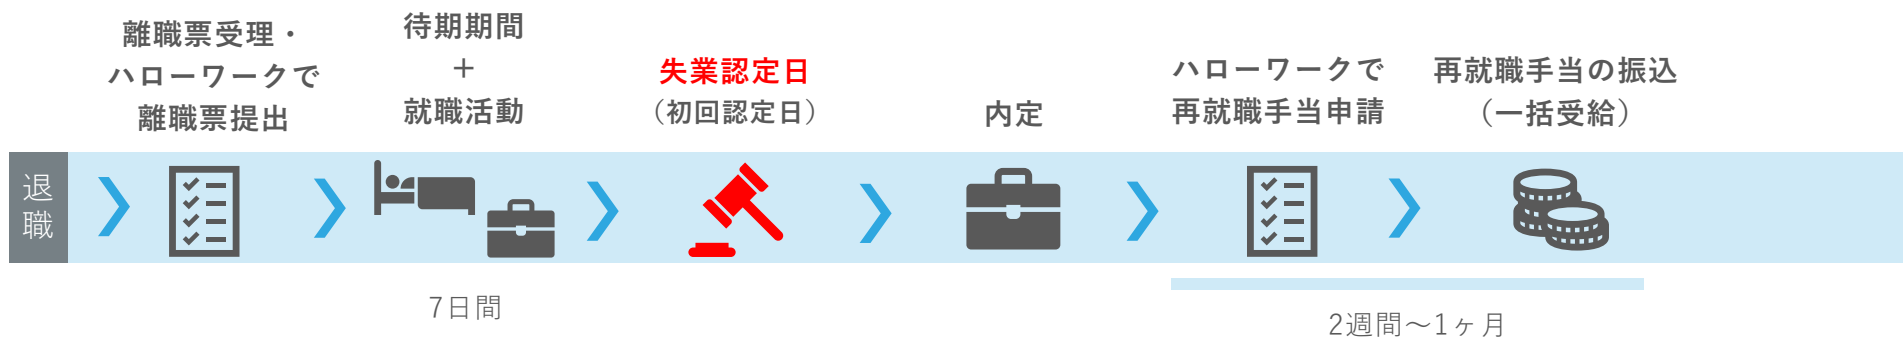 離職票受理・
ハローワークで
離職票提出
待期期間
＋
就職活動
失業認定日
（初回認定日）
内定
ハローワークで
再就職手当申請
再就職手当の振込
（一括受給）
退職
7日間
2週間～1ヶ月